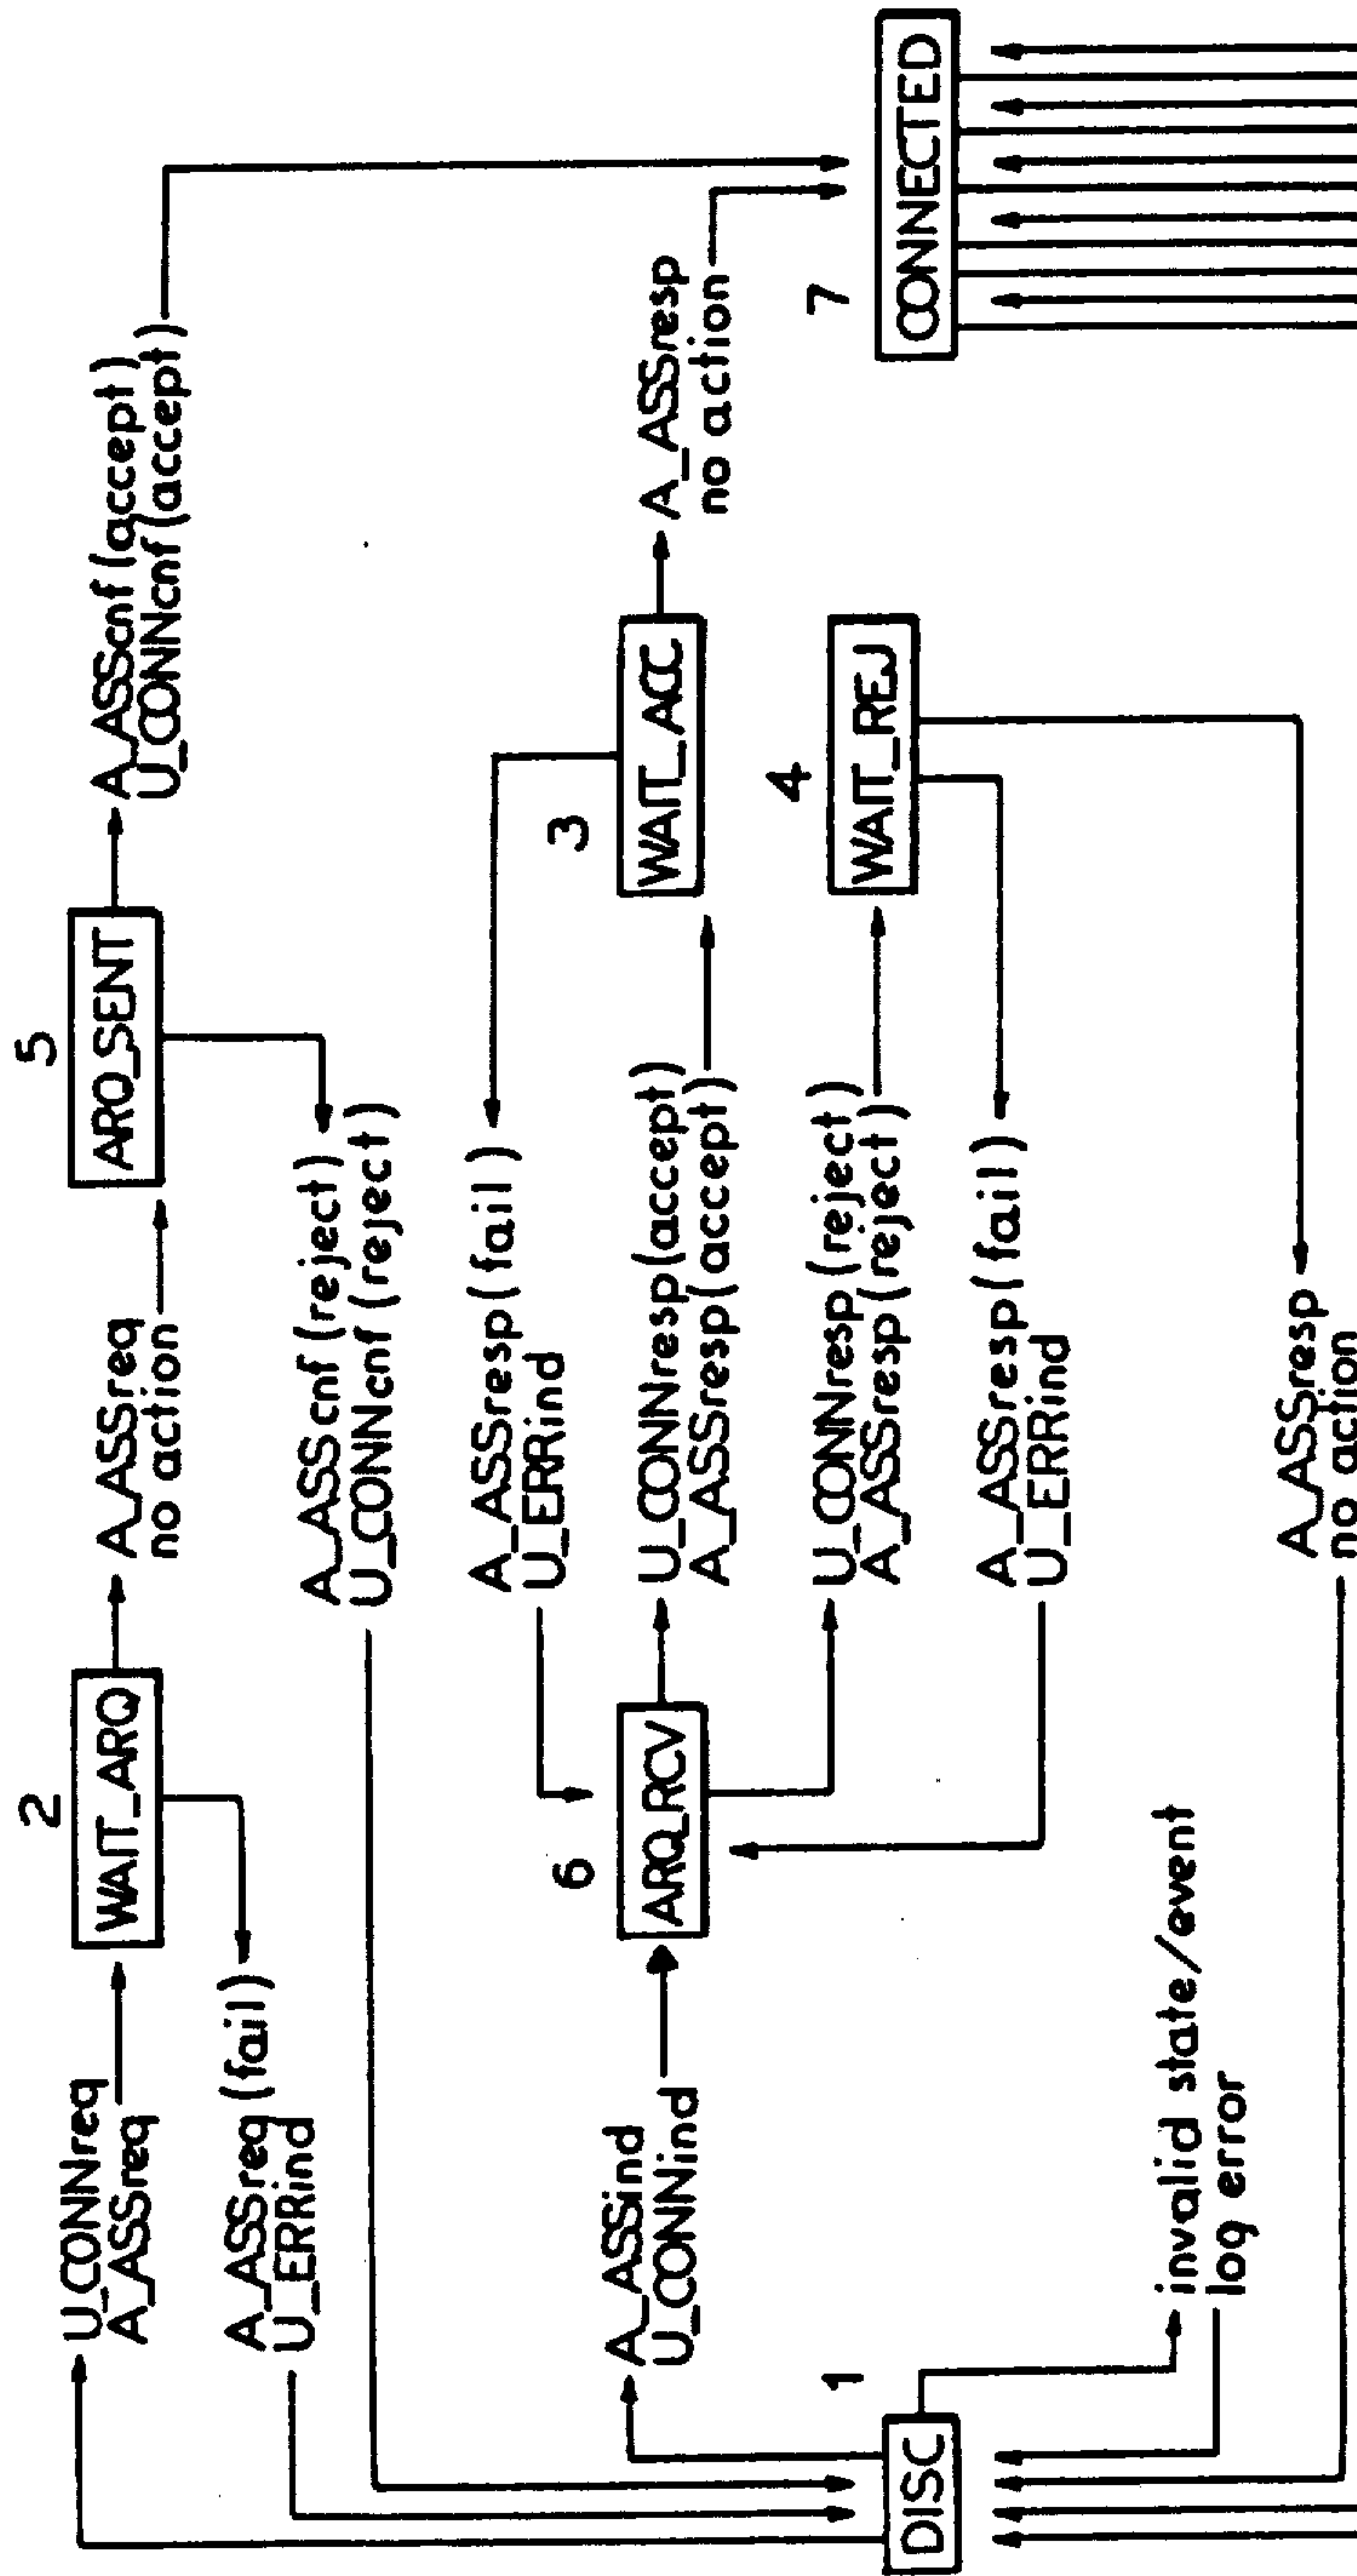 2
5
U_CONNreq
A_ASSreq
WAIT_ARQ
A_ASSreq
no action
ARQ_SENT
A_ASScnf(accept)
U_CONNcnf(accept)
A_ASSreq(fail)
U_ERRind
A_ASScnf(reject)
U_CONNcnf(reject)
A_ASSresp(fail)
U_ERRind
6
3
A_ASSind
U_CONNind
ARQ_RCV
U_CONNresp(accept)
A_ASSresp(accept)
WAIT_ACC
A_ASSresp
no action
4
U_CONNresp(reject)
A_ASSresp(reject)
WAIT_REJ
1
7
DISC
CONNECTED
A_ASSresp(fail)
U_ERRind
invalid state/event
log error
A_ASSresp
no action